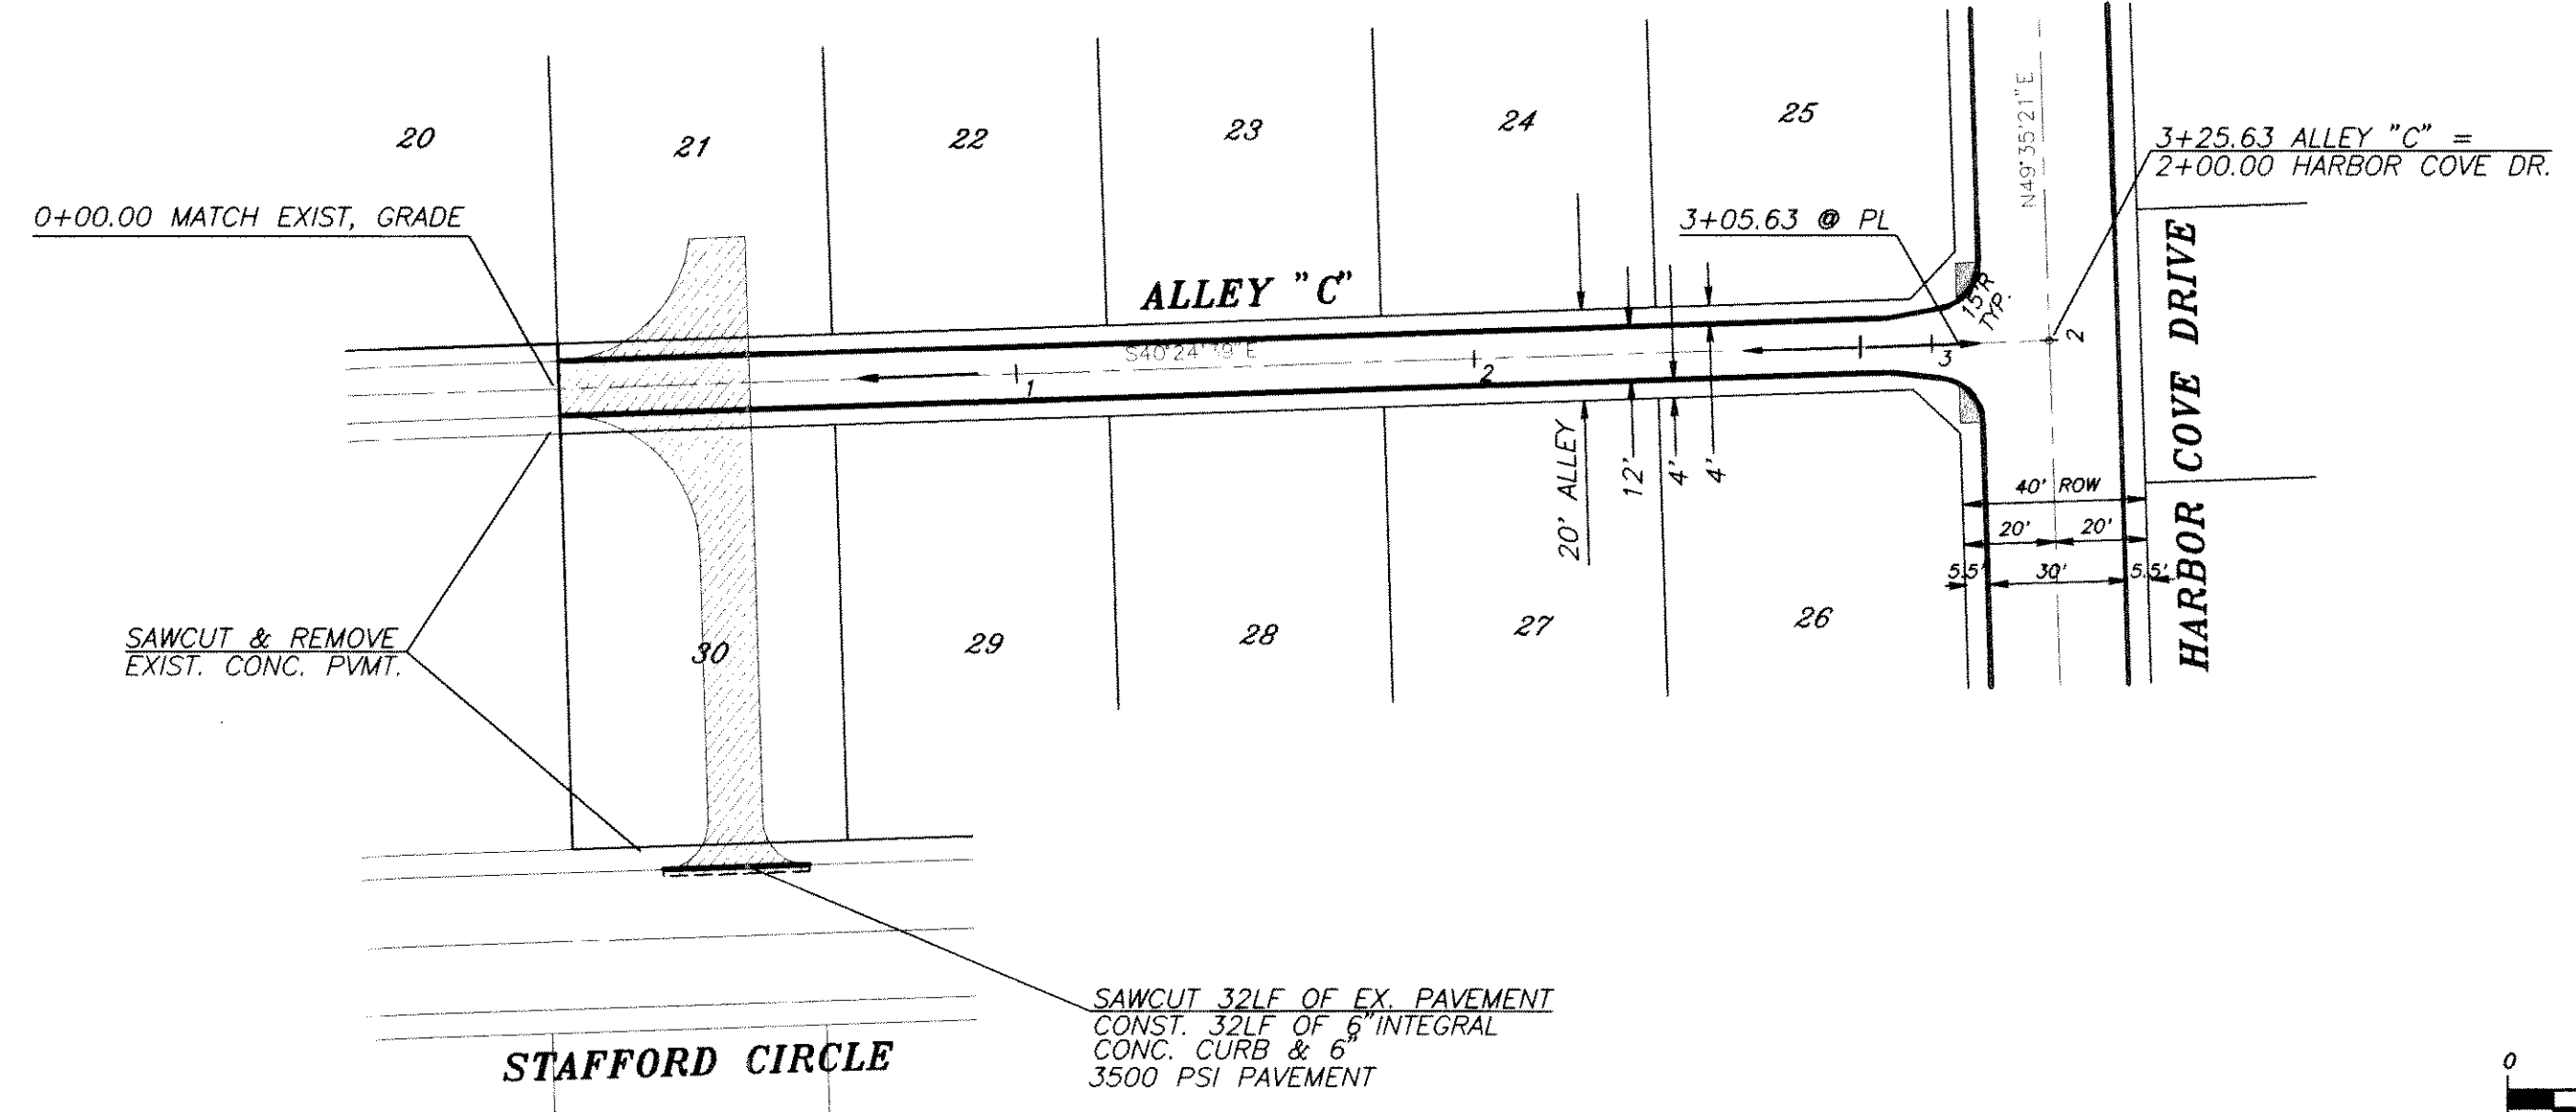 20
21
22
23
24
25
N49°35'21"E
3+25.63 ALLEY "C" =
2+00.00 HARBOR COVE DR.
0+00.00 MATCH EXIST, GRADE
3+05.63 @ PL
ALLEY "C"
15'R
TYP.
1
2
3
2
HARBOR COVE DRIVE
20' ALLEY
12'
4'
4'
40' ROW
20'
20'
5.5'
30'
5.5'
SAWCUT & REMOVE
EXIST. CONC. PVMT.
30
29
28
27
26
SAWCUT 32LF OF EX. PAVEMENT
CONST. 32LF OF 6"INTEGRAL
CONC. CURB & 6"
3500 PSI PAVEMENT
STAFFORD CIRCLE
0